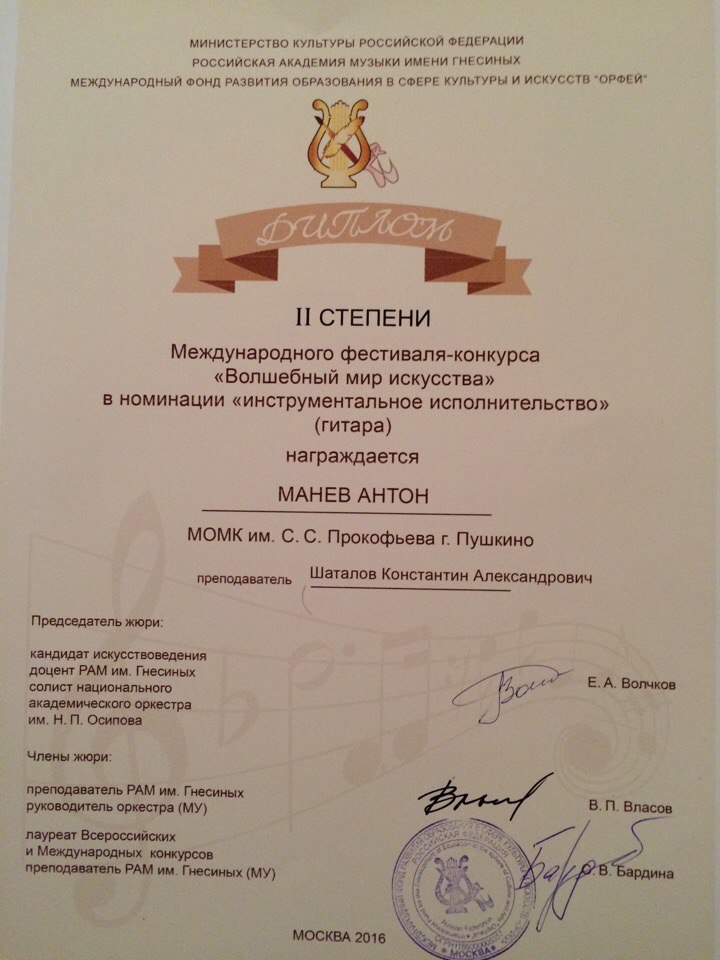 МИНИСТЕРСТВО КУЛЬТУРЫ РОССИЙСКОЙ ФЕДЕРАЦИИ
РОССИЙСКАЯ АКАДЕМИЯ МУЗЫКИ ИМЕНИ ГНЕСИНЫХ
МЕЖДУНАРОДНЫЙ ФОНД РАЗВИТИЯ ОБРАЗОВАНИЯ В СФЕРЕ КУЛЬТУРЫ И ИСКУССТВ "ОРФЕЙ"
ДИПЛОМ
II СТЕПЕНИ
Международного фестиваля-конкурса
«Волшебный мир искусства»
в номинации «инструментальное исполнительство»
(гитара)
награждается
МАНЕВ АНТОН
МОМК им. С. С. Прокофьева г. Пушкино
преподаватель Шаталов Константин Александрович
Председатель жюри:
кандидат искусствоведения
доцент РАМ им. Гнесиных
солист национального
академического оркестра
им. Н. П. Осипова
Е. А. Волчков
Члены жюри:
преподаватель РАМ им. Гнесиных
руководитель оркестра (МУ)
В. П. Власов
лауреат Всероссийских
и Международных конкурсов
преподаватель РАМ им. Гнесиных (МУ)
В. Бардина
МОСКВА
МОСКВА 2016